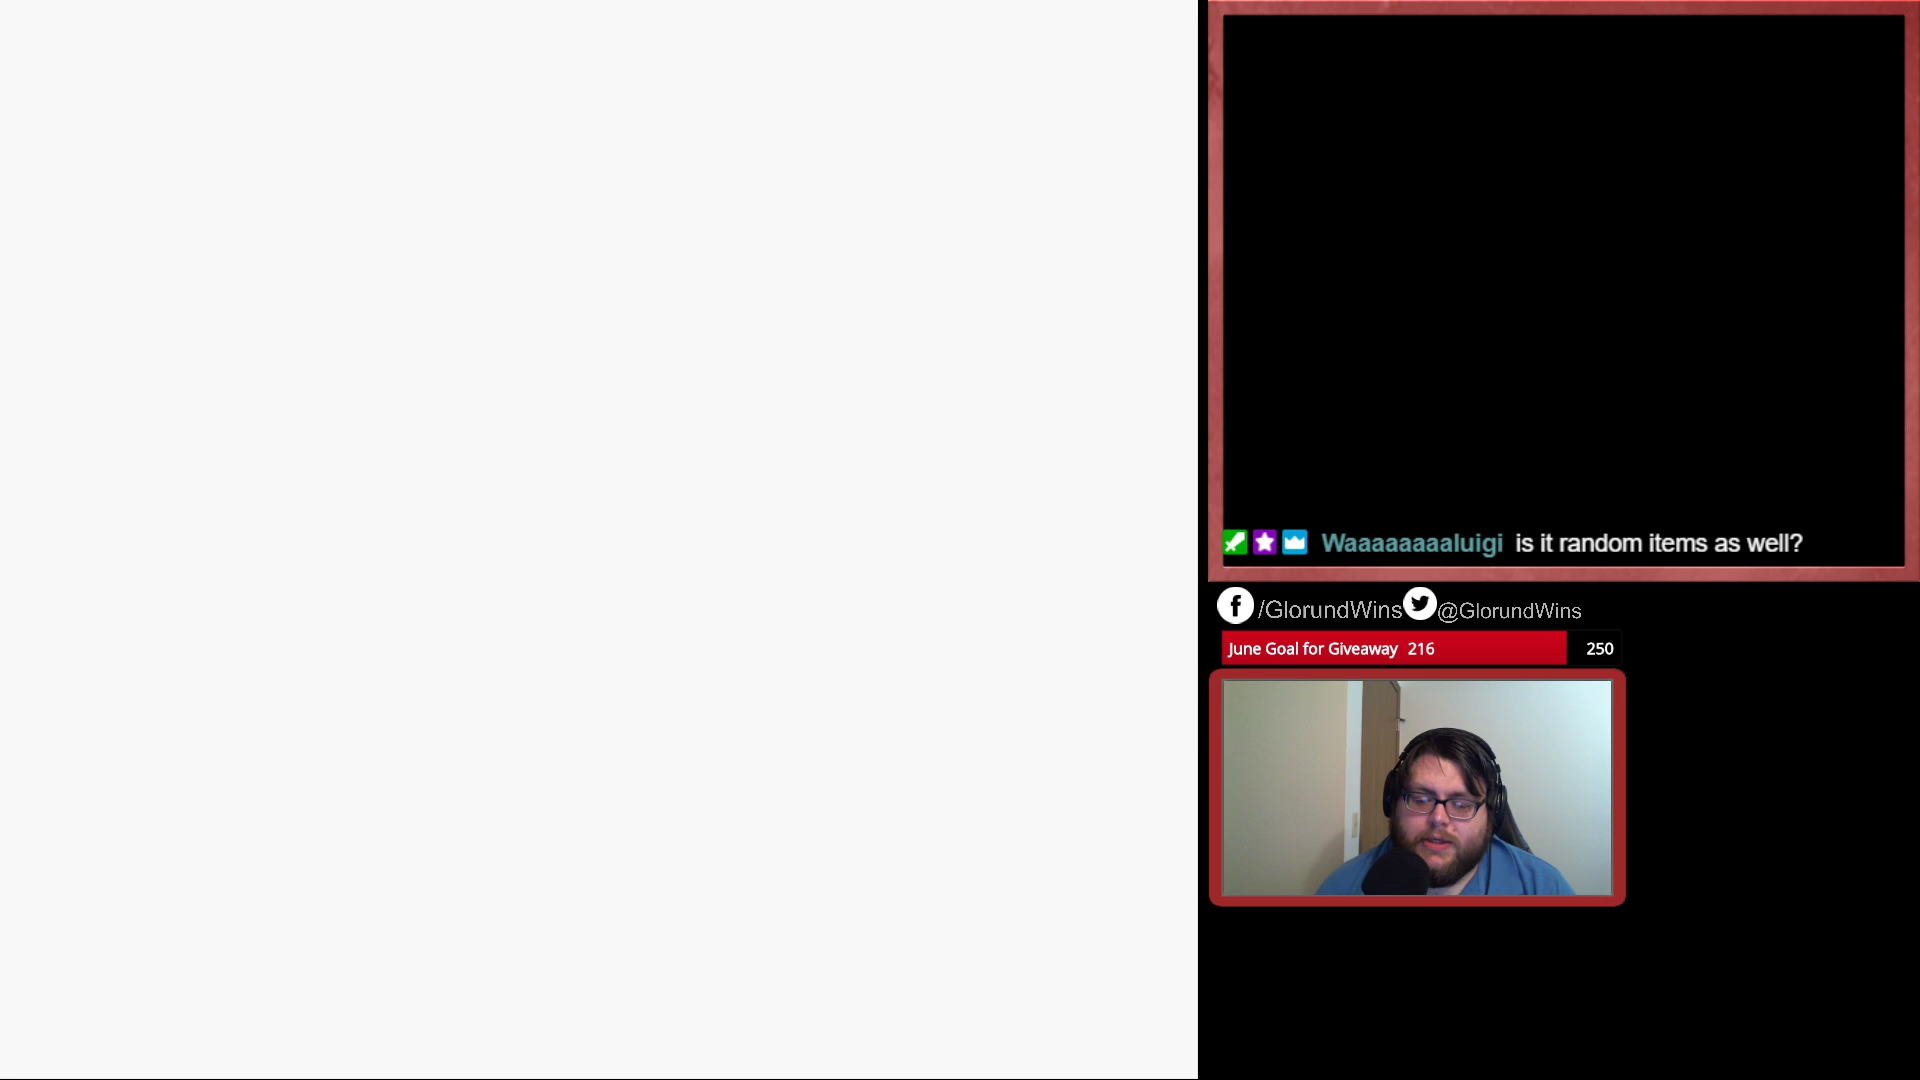 Waaaaaaaaluigi is it random items as well?
/GlorundWins @GlorundWins
June Goal for Giveaway 216 250